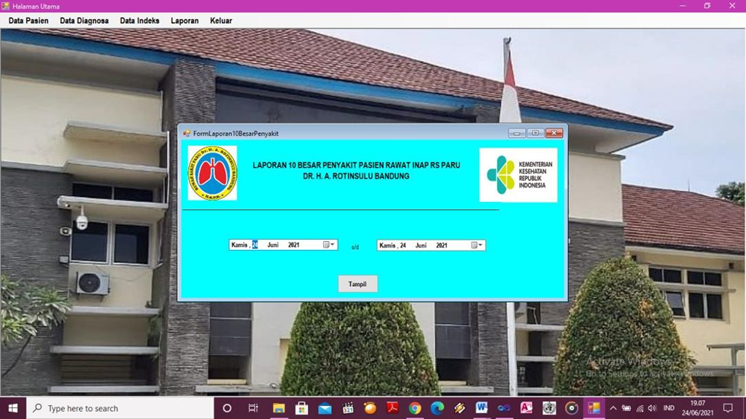 Halaman Utama
Data Pasien Data Diagnosa Data Indeks Laporan Keluar
FormLaporan10BesarPenyakit
LAPORAN 10 BESAR PENYAKIT PASIEN RAWAT INAP RS PARU
DR. H. A. ROTINSULU BANDUNG
KEMENTERIAN
KESEHATAN
REPUBLIK
INDONESIA
Kamis , 24 Juni 2021 s/d Kamis , 24 Juni 2021
Tampil
Activate Windows
Go to Settings to activate Windows.
Type here to search
IND
19.07
24/06/2021